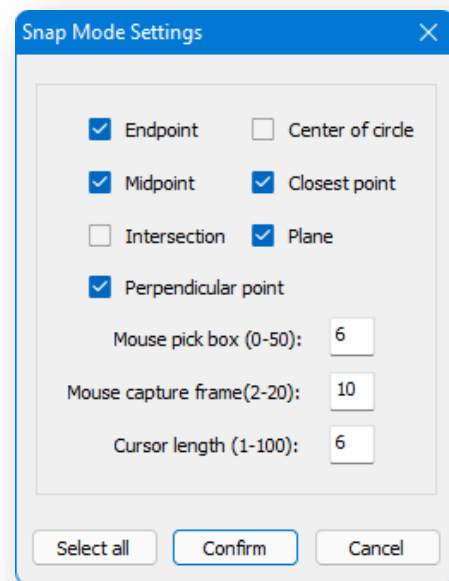 Snap Mode Settings
Endpoint Center of circle
Midpoint Closest point
Intersection Plane
Perpendicular point
Mouse pick box (0-50): 6
Mouse capture frame(2-20): 10
Cursor length (1-100): 6
Select all Confirm Cancel